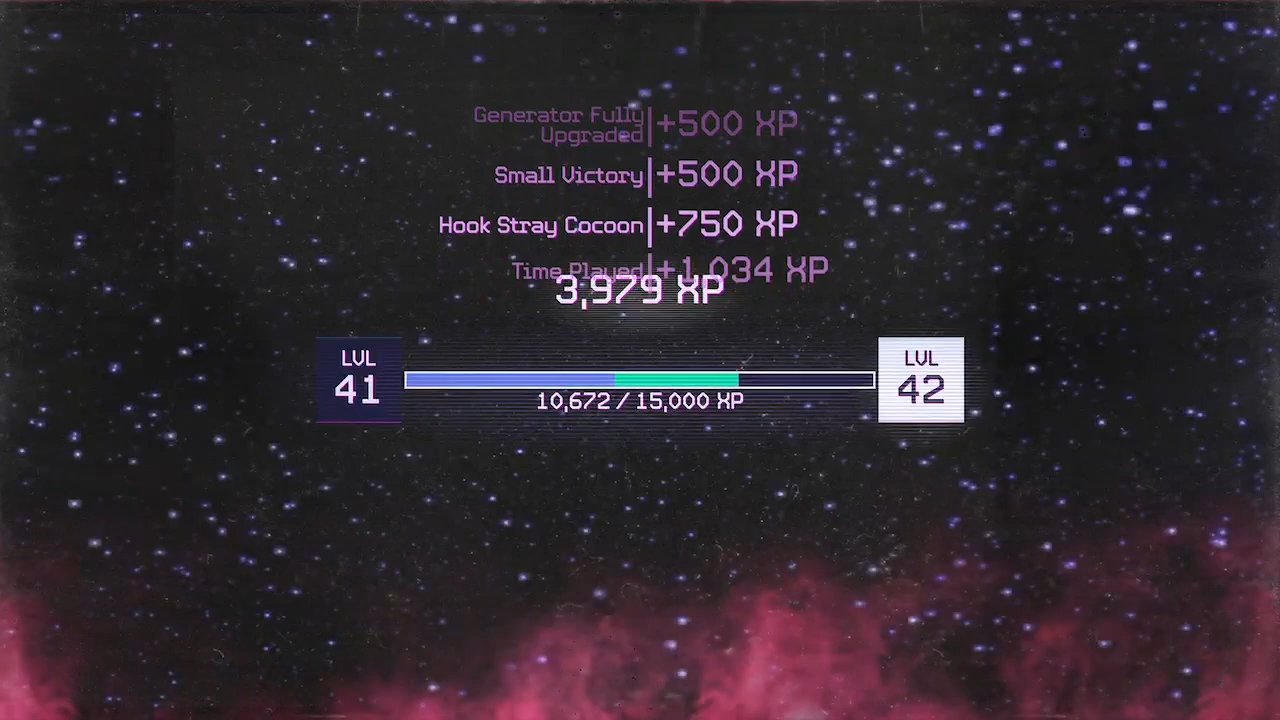 Generator Fully
Upgraded +500 XP
Small Victory +500 XP
Hook Stray Cocoon +750 XP
Time Played +1,034 XP
3,979 XP
LVL
41
10,672 / 15,000 XP
LVL
42